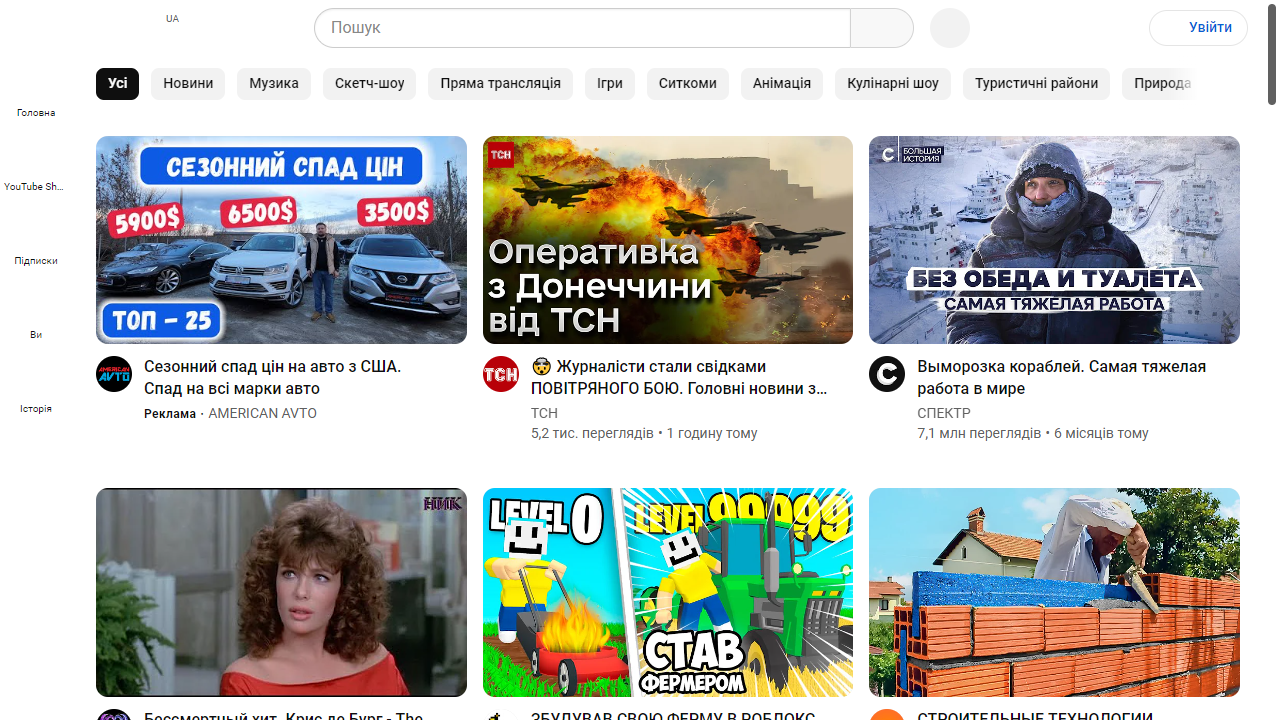 UA
Пошук
Увійти
Усі
Новини
Музика
Скетч-шоу
Пряма трансляція
Ігри
Ситкоми
Анімація
Кулінарні шоу
Туристичні райони
Природа
Головна
YouTube Sh...
Підписки
Ви
Історія
СЕЗОННИЙ СПАД ЦІН
5900$
6500$
3500$
ТОП – 25
ТСН
Оперативка
з Донеччини
від ТСН
С БОЛЬШАЯ
ИСТОРИЯ
БЕЗ ОБЕДА И ТУАЛЕТА
САМАЯ ТЯЖЕЛАЯ РАБОТА
AMERICAN
АВТО
Сезонний спад цін на авто з США.
Спад на всі марки авто
Реклама · AMERICAN АВТО
ТСН
🤯 Журналісти стали свідками
ПОВІТРЯНОГО БОЮ. Головні новини з...
ТСН
5,2 тис. переглядів • 1 годину тому
С
Выморозка кораблей. Самая тяжелая
работа в мире
СПЕКТР
7,1 млн переглядів • 6 місяців тому
НИК
LEVEL 0
LEVEL 99999
СТАВ
ФЕРМЕРОМ
Бессмертный хит. Крис де Бург - The
ЗБУДУВАВ СВОЮ ФЕРМУ В РОБЛОКС
СТРОИТЕЛЬНЫЕ ТЕХНОЛОГИИ